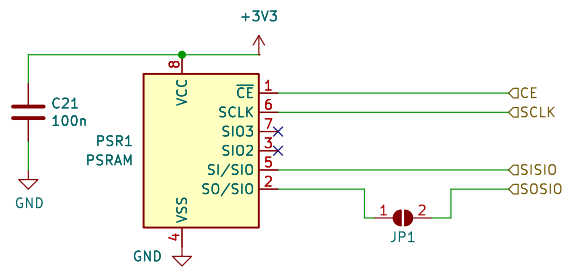 +3V3
8
VCC
C21
100n
CE 1 CE
SCLK 6 SCLK
PSR1
PSRAM
SIO3 7
SIO2 3
SI/SIO 5 SISIO
SO/SIO 2 SOSIO
GND
VSS
1 2
JP1
4
GND